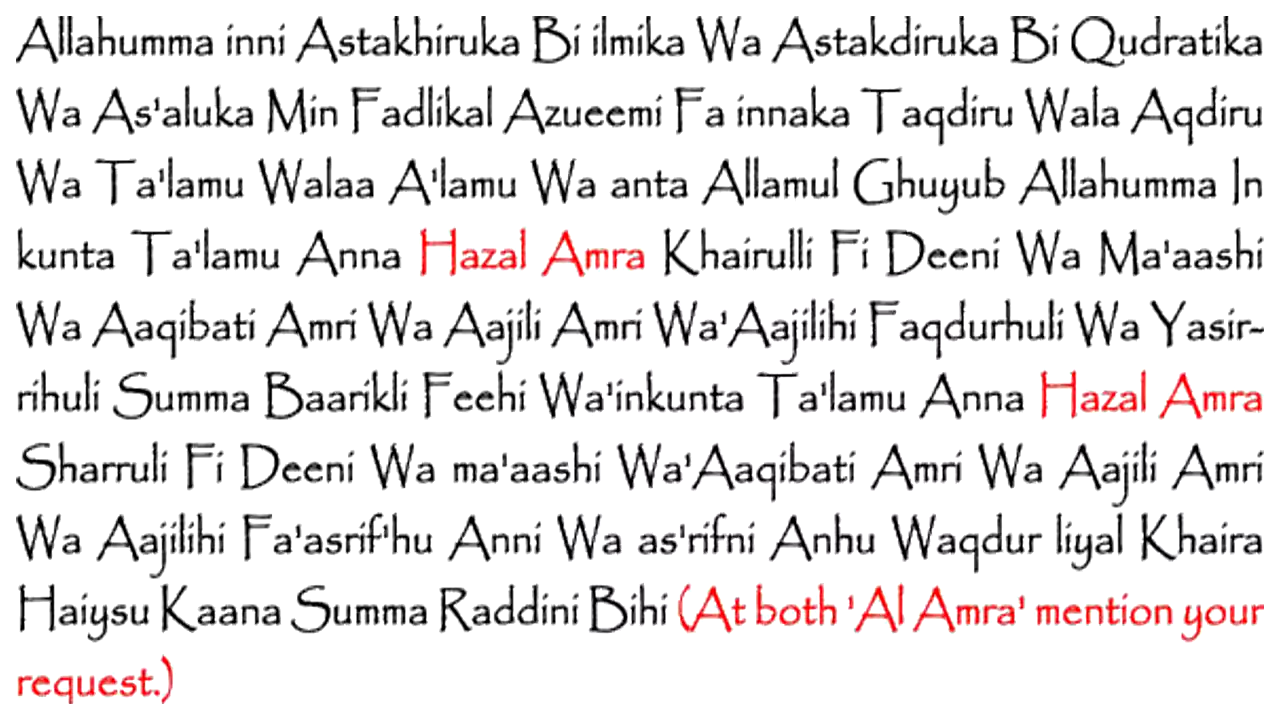 Allahumma inni Astakhiruka Bi ilmika Wa Astakdiruka Bi Qudratika
Wa As'aluka Min Fadlikal Azueemi Fa innaka Taqdiru Wala Aqdiru
Wa Ta'lamu Walaa A'lamu Wa anta Allamul Ghuyub Allahumma In
kunta Ta'lamu Anna Hazal Amra Khairulli Fi Deeni Wa Ma'aashi
Wa Aaqibati Amri Wa Aajili Amri Wa'Aajilihi Faqdurhuli Wa Yasir-
rihuli Summa Baarikli Feehi Wa'inkunta Ta'lamu Anna Hazal Amra
Sharruli Fi Deeni Wa ma'aashi Wa'Aaqibati Amri Wa Aajili Amri
Wa Aajilihi Fa'asrif'hu Anni Wa as'rifni Anhu Waqdur liyal Khaira
Haiysu Kaana Summa Raddini Bihi (At both 'Al Amra' mention your
request.)